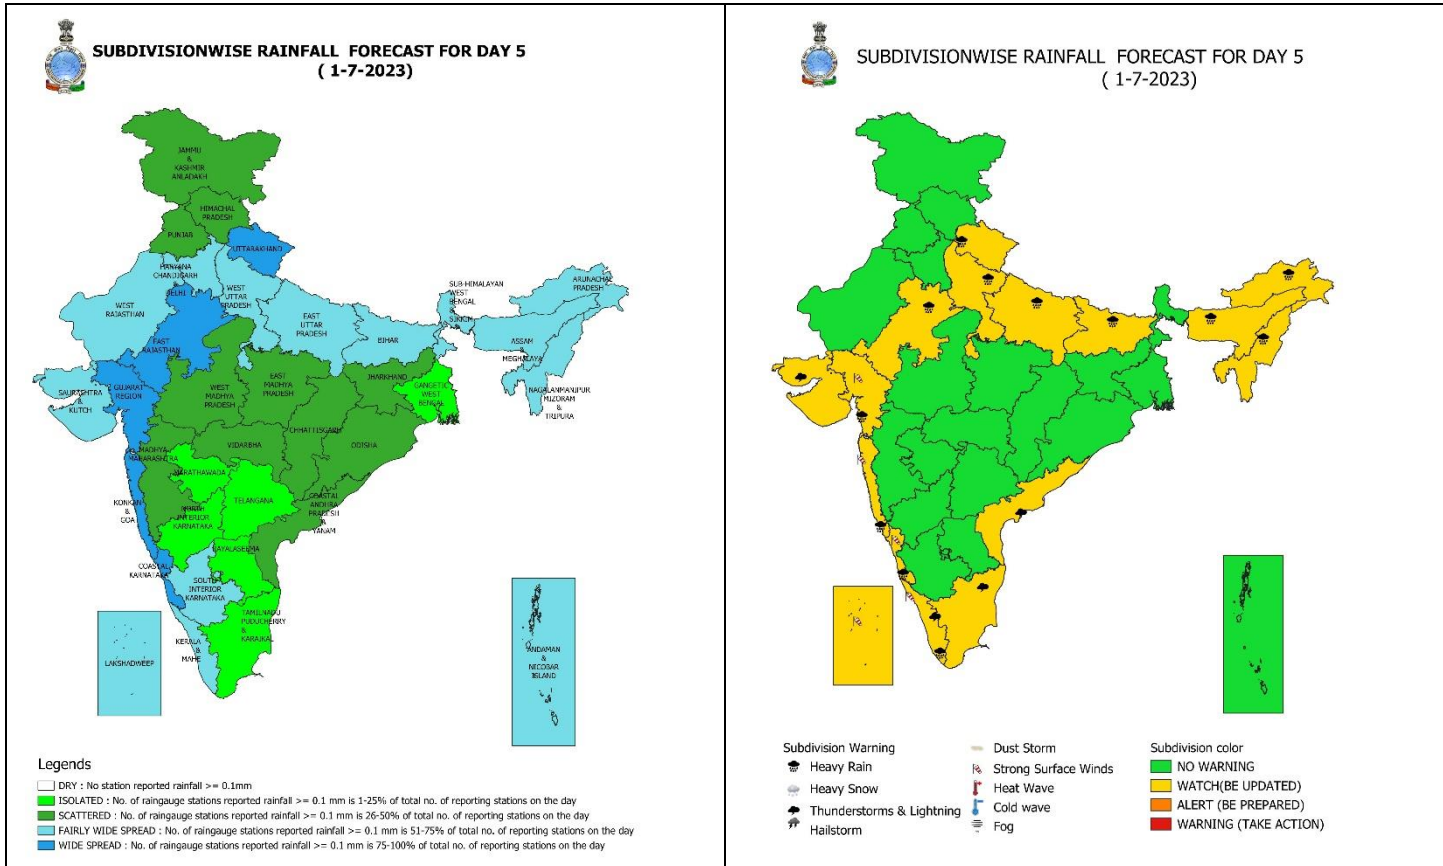 SUBDIVISIONWISE RAINFALL FORECAST FOR DAY 5
( 1-7-2023)
JAMMU
&
KASHMIR
ANLADAKH
HIMACHAL
PRADESH
PUNJAB
UTTARAKHAND
HARYANA
CHANDIGARH
&
DELHI
WEST
RAJASTHAN
WEST
UTTAR
PRADESH
EAST
UTTAR
PRADESH
EAST
RAJASTHAN
BIHAR
SUB-HIMALAYAN
WEST
BENGAL
&
SIKKIM
ARUNACHAL
PRADESH
ASSAM
&
MEGHALAYA
NAGALANMANIPUR
MIZORAM
&
TRIPURA
SAURASHTRA
&
KUTCH
GUJARAT
REGION
WEST
MADHYA
PRADESH
EAST
MADHYA
PRADESH
JHARKHAND
GANGETIC
WEST
BENGAL
CHHATTISGARH
ODISHA
VIDARBHA
MADHYA
MAHARASHTRA
MARATHAWADA
TELANGANA
KONKAN
&
GOA
NORTH
INTERIOR
KARNATAKA
COASTAL
ANDHRA
PRADESH
&
YANAM
RAYALASEEMA
COASTAL
KARNATAKA
SOUTH
INTERIOR
KARNATAKA
TAMILNADU
PUDUCHERRY
&
KARAIKAL
KERALA
&
MAHE
LAKSHADWEEP
ANDAMAN
&
NICOBAR
ISLAND
Legends
DRY : No station reported rainfall >= 0.1mm
ISOLATED : No. of raingauge stations reported rainfall >= 0.1 mm is 1-25% of total no. of reporting stations on the day
SCATTERED : No. of raingauge stations reported rainfall >= 0.1 mm is 26-50% of total no. of reporting stations on the day
FAIRLY WIDE SPREAD : No. of raingauge stations reported rainfall >= 0.1 mm is 51-75% of total no. of reporting stations on the day
WIDE SPREAD : No. of raingauge stations reported rainfall >= 0.1 mm is 75-100% of total no. of reporting stations on the day
SUBDIVISIONWISE RAINFALL FORECAST FOR DAY 5
( 1-7-2023)
Subdivision Warning
Heavy Rain
Heavy Snow
Thunderstorms & Lightning
Hailstorm
Dust Storm
Strong Surface Winds
Heat Wave
Cold wave
Fog
Subdivision color
NO WARNING
WATCH(BE UPDATED)
ALERT (BE PREPARED)
WARNING (TAKE ACTION)